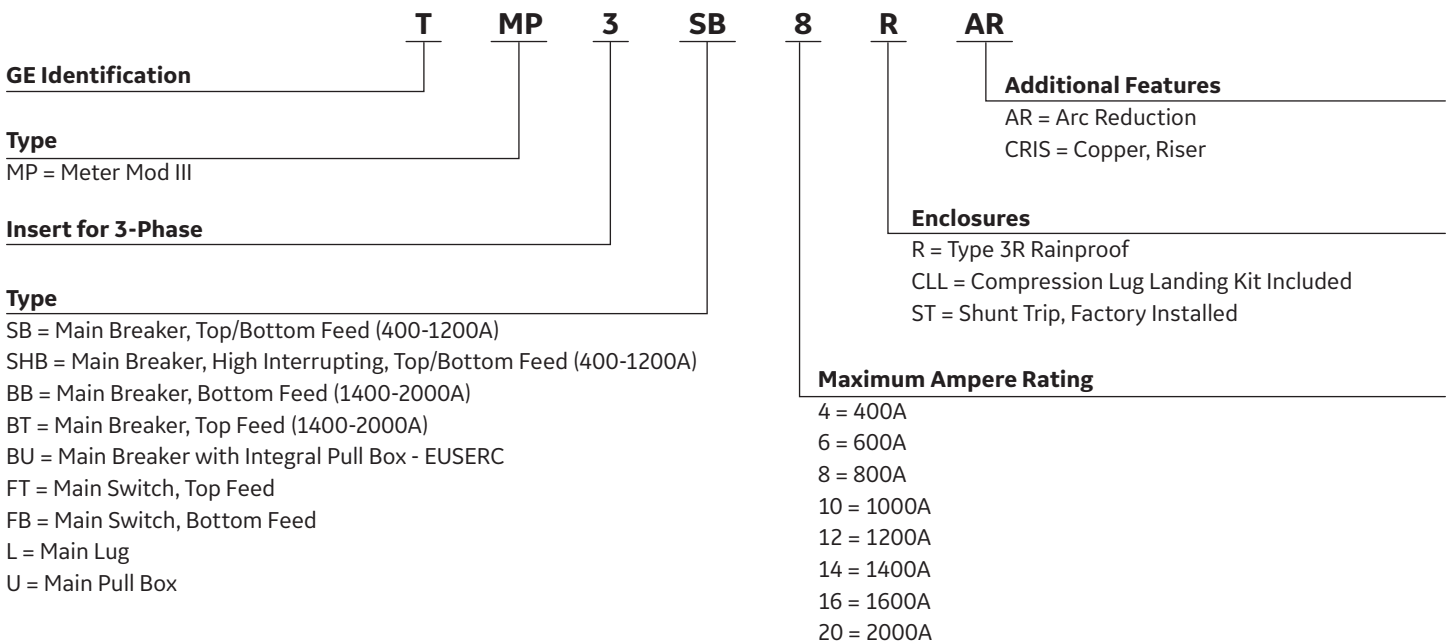 T MP 3 SB 8 R AR
GE Identification
Type
MP = Meter Mod III
Insert for 3-Phase
Type
SB = Main Breaker, Top/Bottom Feed (400-1200A)
SHB = Main Breaker, High Interrupting, Top/Bottom Feed (400-1200A)
BB = Main Breaker, Bottom Feed (1400-2000A)
BT = Main Breaker, Top Feed (1400-2000A)
BU = Main Breaker with Integral Pull Box - EUSERC
FT = Main Switch, Top Feed
FB = Main Switch, Bottom Feed
L = Main Lug
U = Main Pull Box
Additional Features
AR = Arc Reduction
CRIS = Copper, Riser
Enclosures
R = Type 3R Rainproof
CLL = Compression Lug Landing Kit Included
ST = Shunt Trip, Factory Installed
Maximum Ampere Rating
4 = 400A
6 = 600A
8 = 800A
10 = 1000A
12 = 1200A
14 = 1400A
16 = 1600A
20 = 2000A